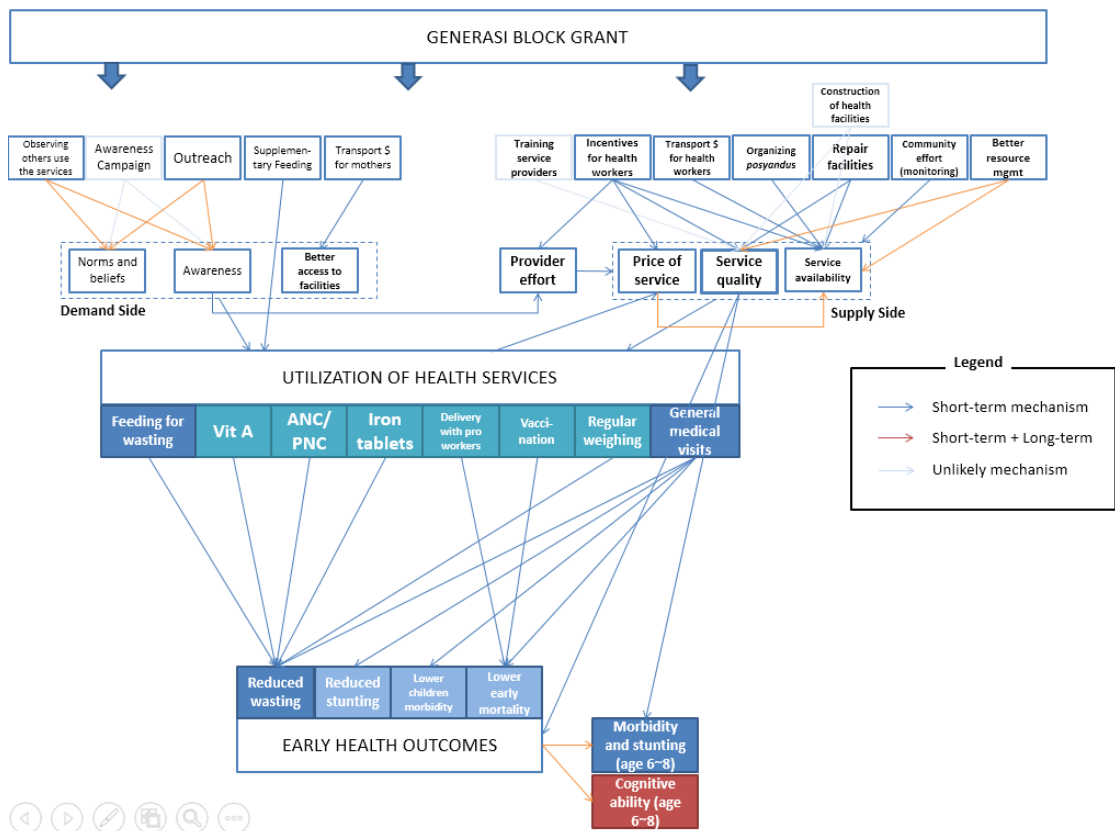 GENERASI BLOCK GRANT
Construction
of health
facilities
Observing
others use
the services
Awareness
Campaign
Outreach
Supplemen-
tary Feeding
Transport $
for mothers
Training
service
providers
Incentives
for health
workers
Transport $
for health
workers
Organizing
posyandus
Repair
facilities
Community
effort
(monitoring)
Better
resource
mgmt
Norms and
beliefs
Awareness
Better
access to
facilities
Provider
effort
Price of
service
Service
quality
Service
availability
Demand Side
Supply Side
UTILIZATION OF HEALTH SERVICES
Feeding for
wasting
Vit A
ANC/
PNC
Iron
tablets
Delivery
with pro
workers
Vacci-
nation
Regular
weighing
General
medical
visits
Legend
Short-term mechanism
Short-term + Long-term
Unlikely mechanism
Reduced
wasting
Reduced
stunting
Lower
children
morbidity
Lower
early
mortality
EARLY HEALTH OUTCOMES
Morbidity
and stunting
(age 6~8)
Cognitive
ability (age
6~8)